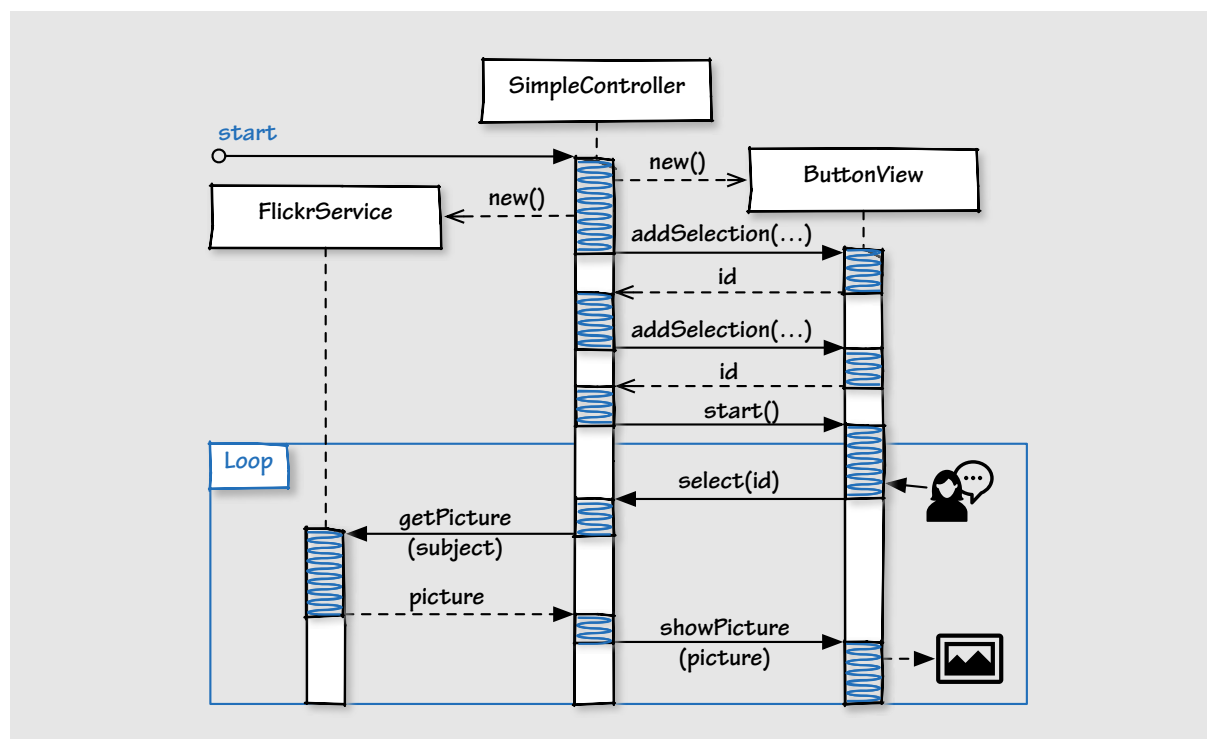 SimpleController
start
new()
ButtonView
new()
FlickrService
addSelection(...)
id
addSelection(...)
id
start()
Loop
select(id)
getPicture
(subject)
picture
showPicture
(picture)